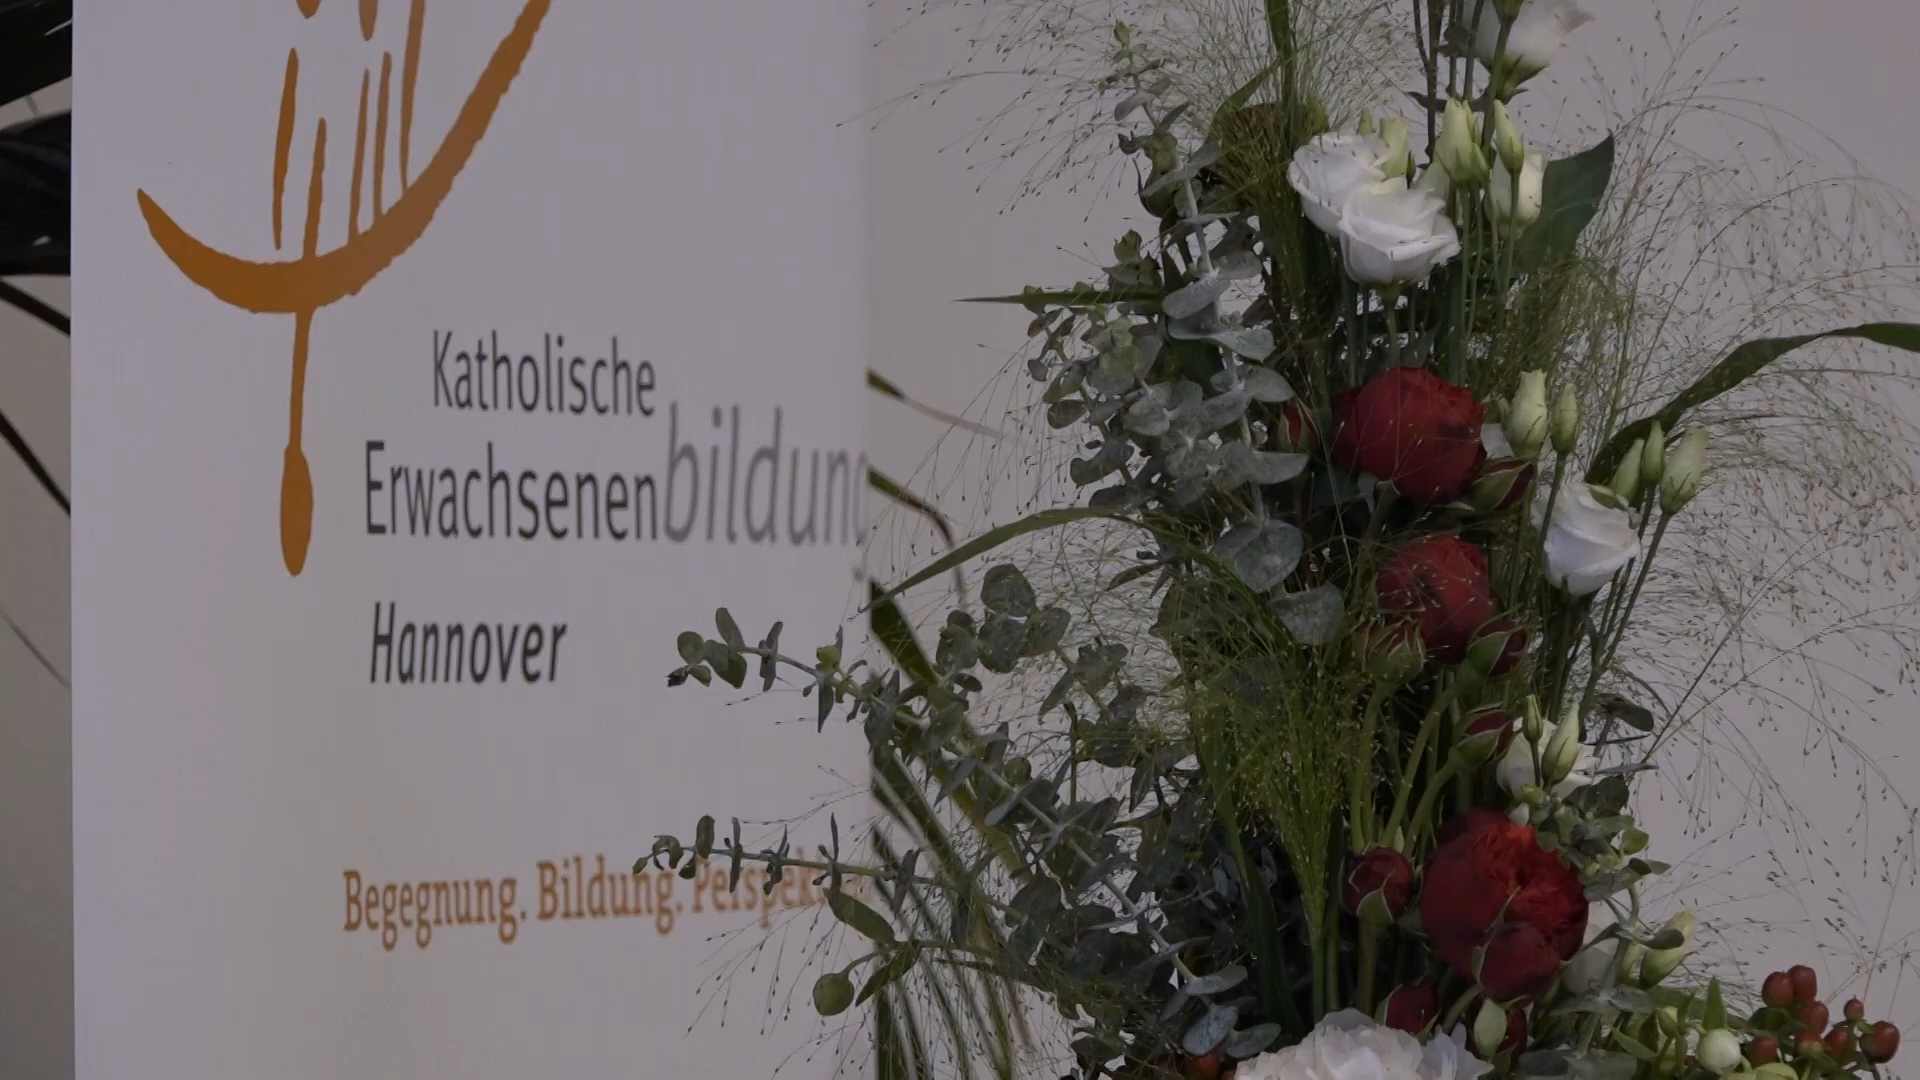 Katholische
Erwachsenenbildung
Hannover
Begegnung. Bildung.